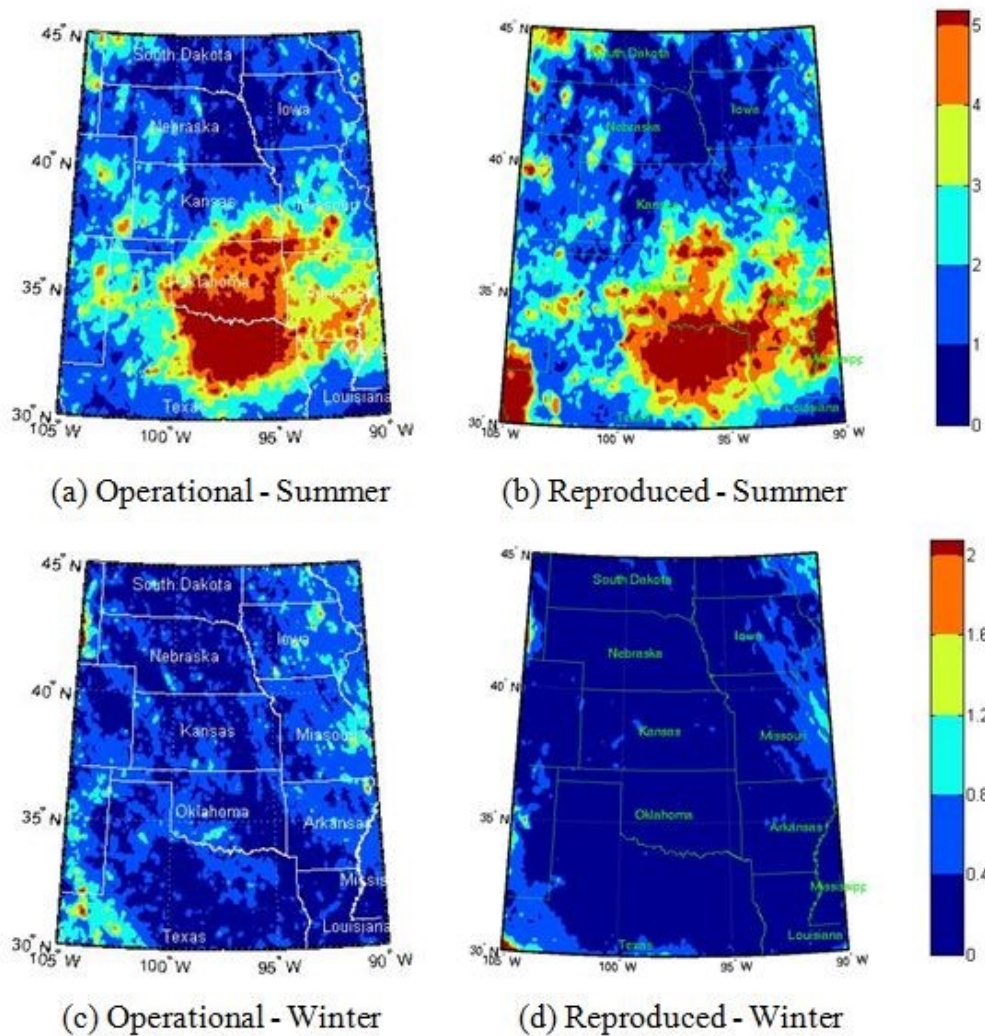 45° N
40° N
35° N
30° N
105° W
100° W
95° W
90° W
South Dakota
Iowa
Nebraska
Kansas
Missouri
Oklahoma
Texas
Louisiana
(a) Operational - Summer
45° N
40° N
35° N
30° N
105° W
100° W
95° W
90° W
South Dakota
Iowa
Nebraska
Kansas
Texas
Louisiana
Mississipp
(b) Reproduced - Summer
5
4
3
2
1
0
45° N
40° N
35° N
30° N
105° W
100° W
95° W
90° W
South Dakota
Iowa
Nebraska
Kansas
Missouri
Oklahoma
Arkansas
Missis
Louisiana
Texas
(c) Operational - Winter
45° N
40° N
35° N
30° N
105° W
100° W
95° W
90° W
South Dakota
Iowa
Nebraska
Kansas
Missouri
Oklahoma
Arkansas
Mississipp
Louisiana
Texas
(d) Reproduced - Winter
2
1.6
1.2
0.8
0.4
0